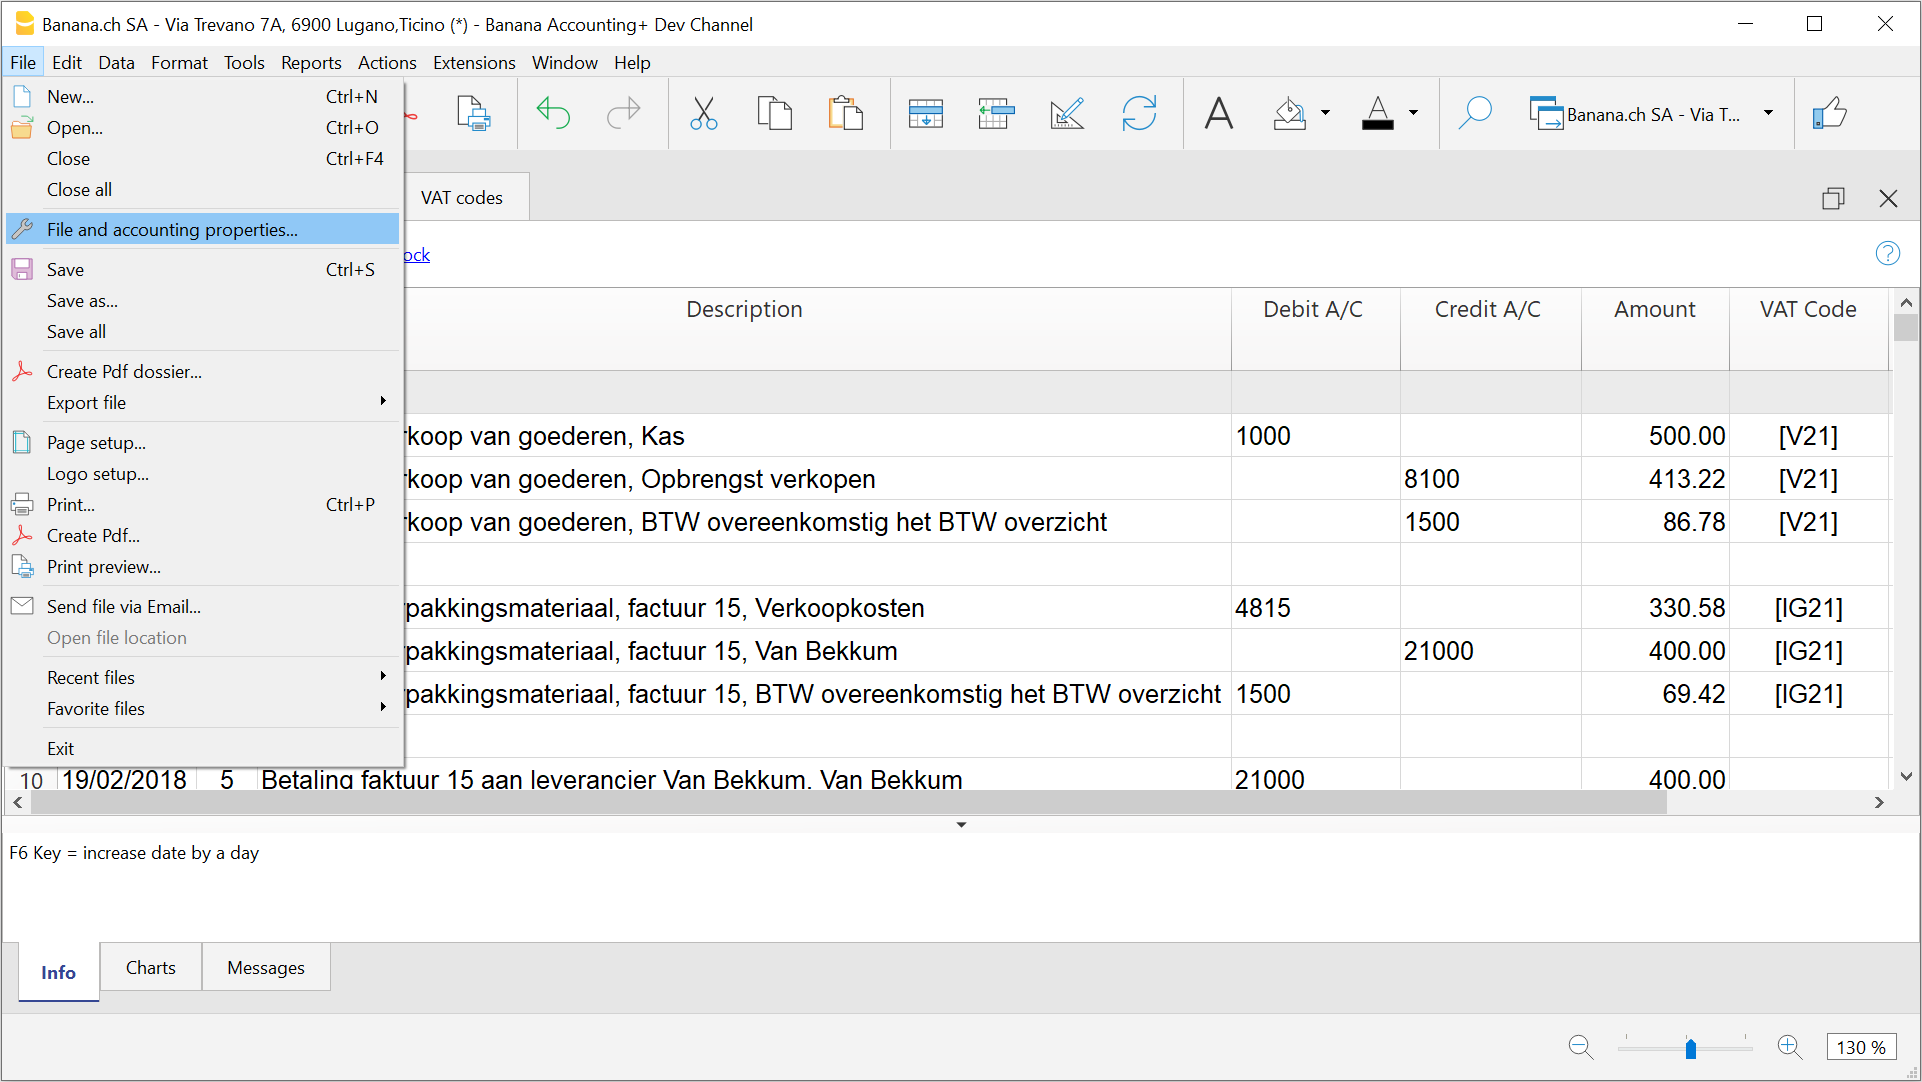 Banana.ch SA - Via Trevano 7A, 6900 Lugano,Ticino (*) - Banana Accounting+ Dev Channel
File Edit Data Format Tools Reports Actions Extensions Window Help
New... Ctrl+N
Open... Ctrl+O
Close Ctrl+F4
Close all
File and accounting properties...
Save Ctrl+S
Save as...
Save all
Create Pdf dossier...
Export file
Page setup...
Logo setup...
Print... Ctrl+P
Create Pdf...
Print preview...
Send file via Email...
Open file location
Recent files
Favorite files
Exit
Banana.ch SA - Via T...
VAT codes
ock
Description Debit A/C Credit A/C Amount VAT Code
rkoop van goederen, Kas 1000 500.00 [V21]
rkoop van goederen, Opbrengst verkopen 8100 413.22 [V21]
rkoop van goederen, BTW overeenkomstig het BTW overzicht 1500 86.78 [V21]
rpakkingsmateriaal, factuur 15, Verkoopkosten 4815 330.58 [IG21]
rpakkingsmateriaal, factuur 15, Van Bekkum 21000 400.00 [IG21]
rpakkingsmateriaal, factuur 15, BTW overeenkomstig het BTW overzicht 1500 69.42 [IG21]
10 19/02/2018 5 Betaling faktuur 15 aan leverancier Van Bekkum, Van Bekkum 21000 400.00
F6 Key = increase date by a day
Info Charts Messages
130 %